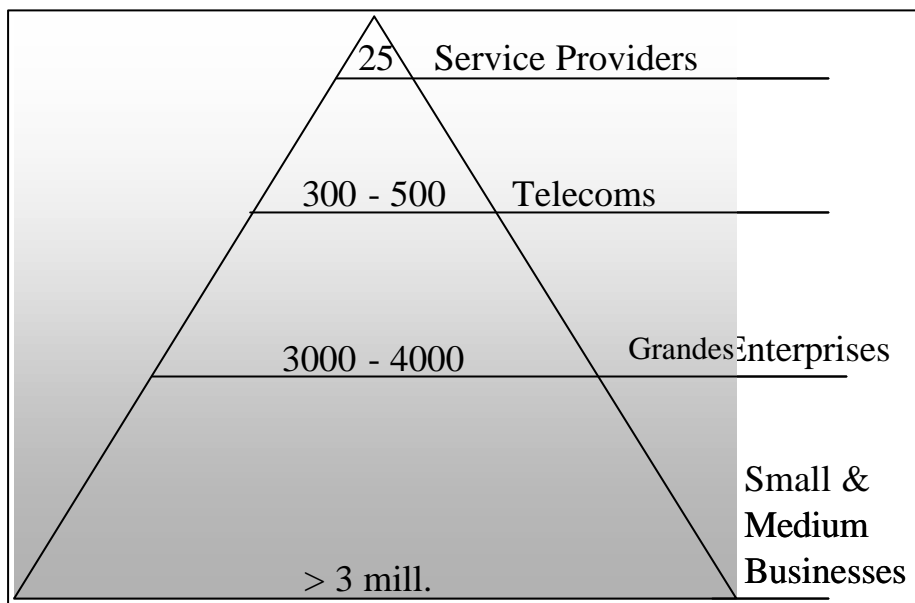 25 Service Providers
300 - 500 Telecoms
3000 - 4000 Grandes Enterprises
Small &
Medium
Businesses
> 3 mill.